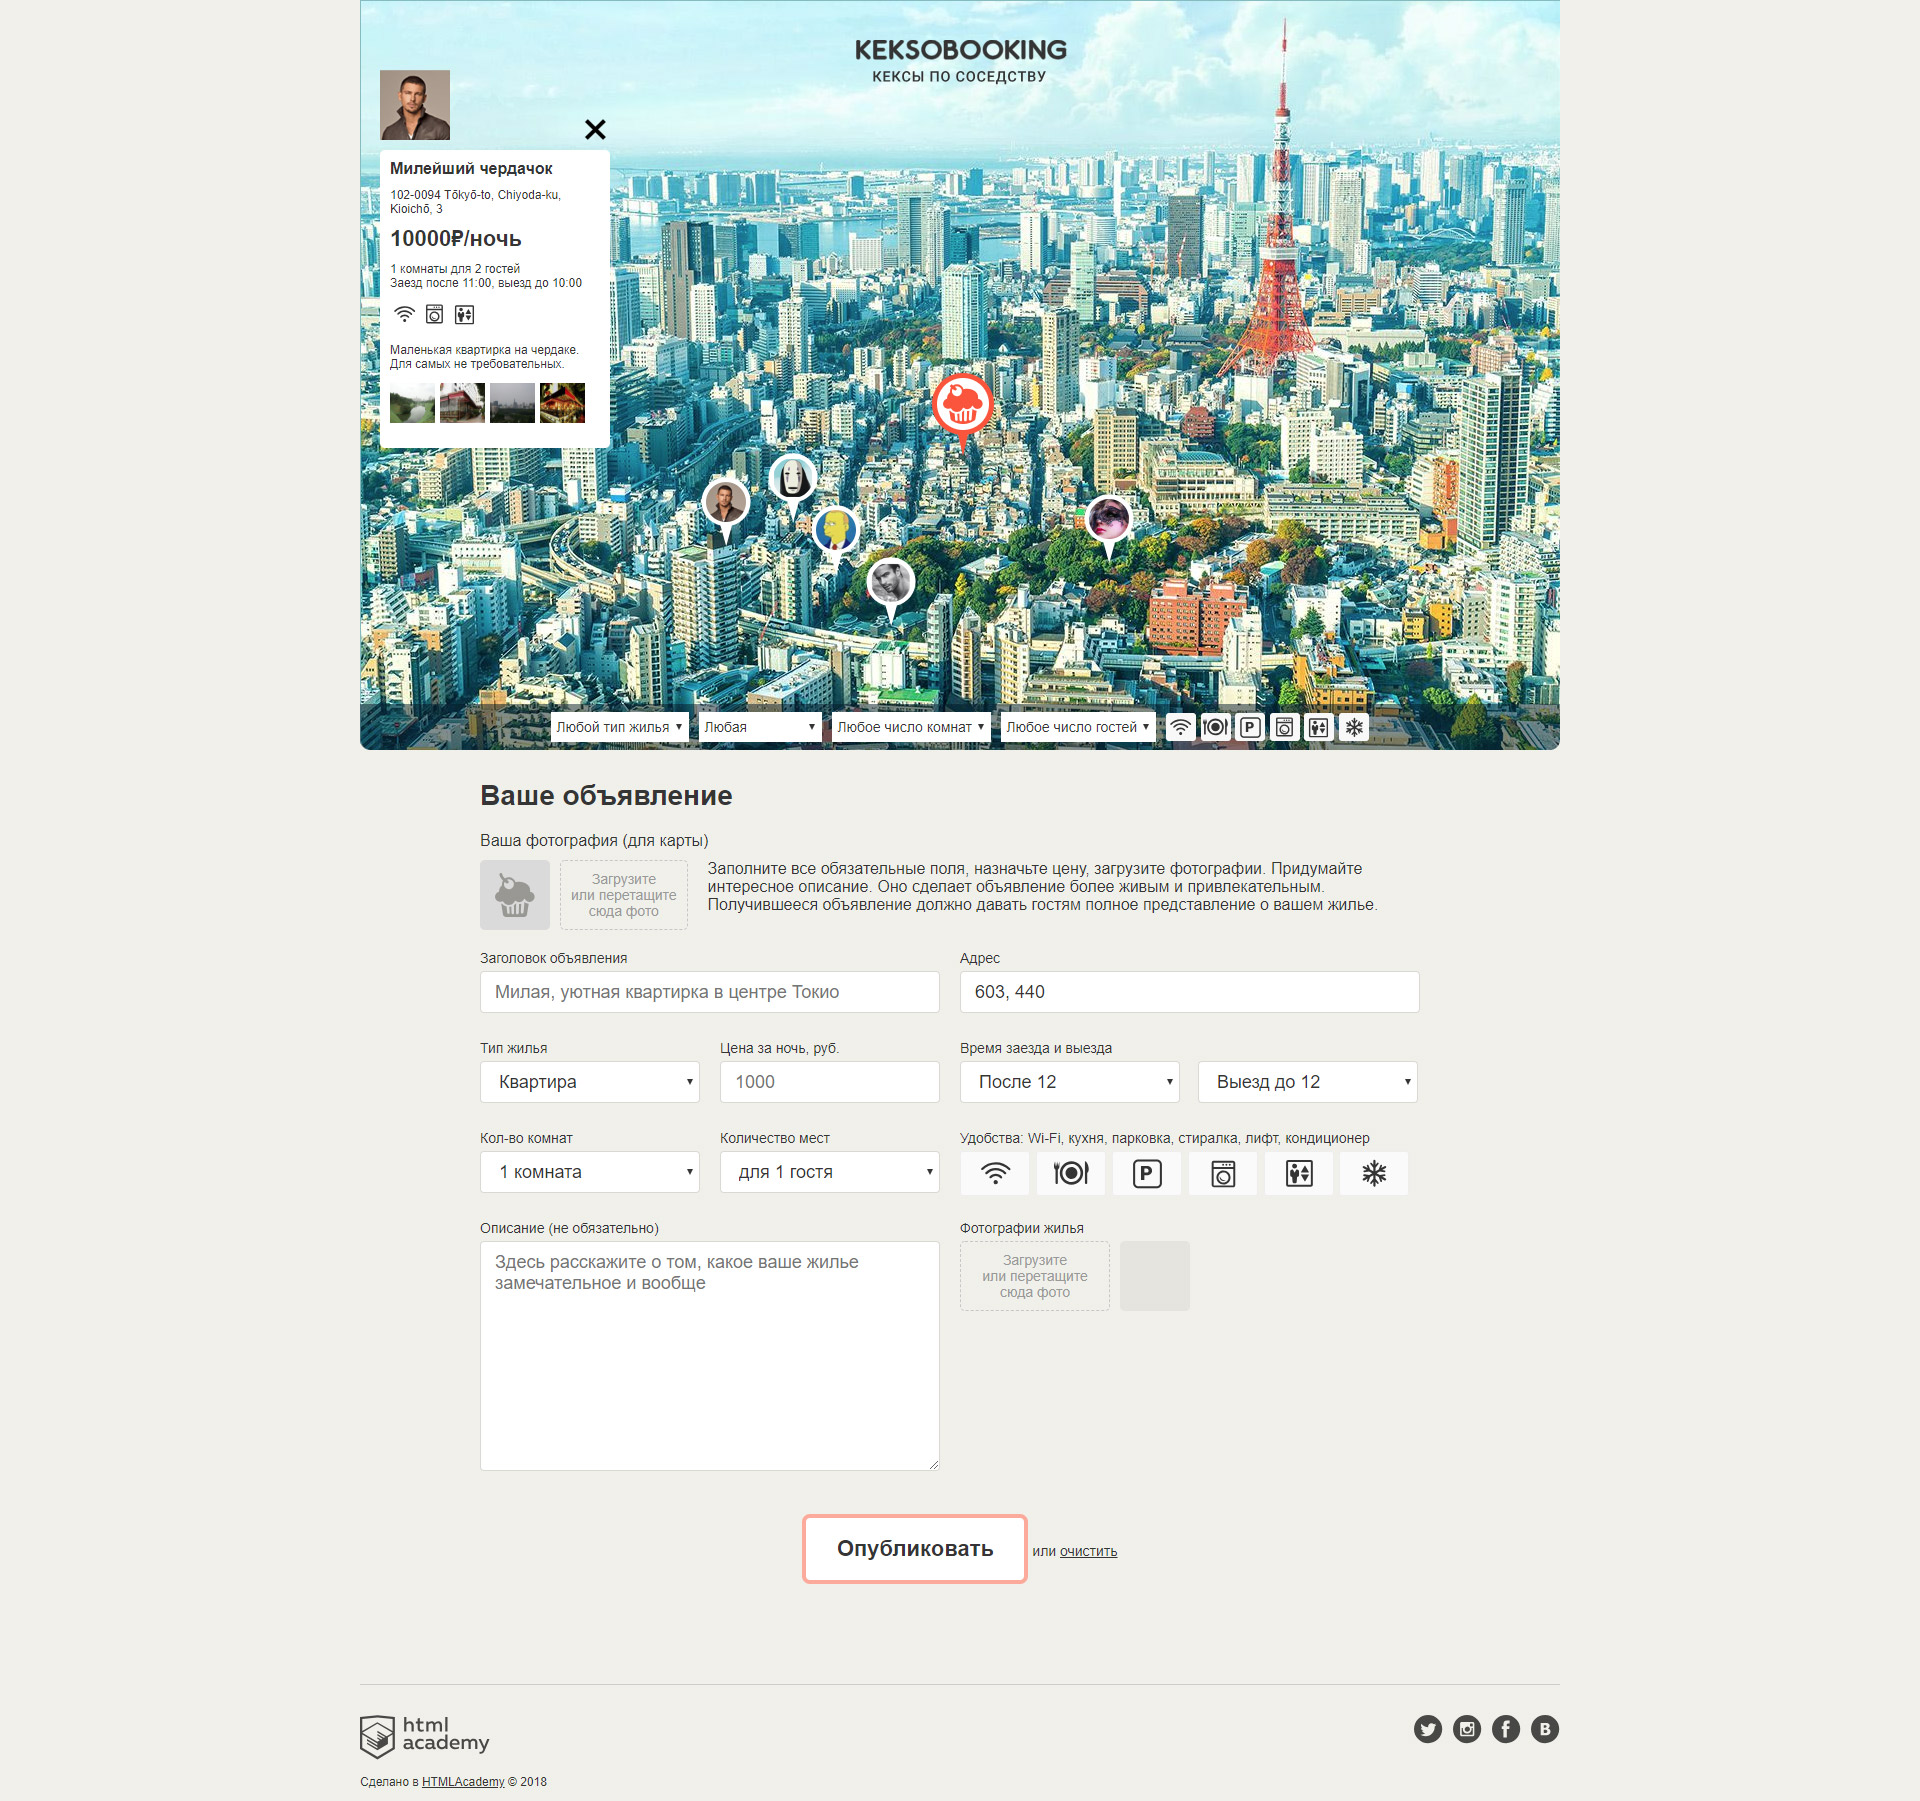 KEKSOBOOKING
КЕКСЫ ПО СОСЕДСТВУ
Милейший чердачок
102-0094 Tōkyō-to, Chiyoda-ku,
Kioichō, 3
10000₽/ночь
1 комнаты для 2 гостей
Заезд после 11:00, выезд до 10:00
Маленькая квартирка на чердаке.
Для самых не требовательных.
Любой тип жилья Любая Любое число комнат Любое число гостей P
Ваше объявление
Ваша фотография (для карты)
Загрузите
или перетащите
сюда фото
Заполните все обязательные поля, назначьте цену, загрузите фотографии. Придумайте
интересное описание. Оно сделает объявление более живым и привлекательным.
Получившееся объявление должно давать гостям полное представление о вашем жилье.
Заголовок объявления
Милая, уютная квартирка в центре Токио
Адрес
603, 440
Тип жилья
Квартира
Цена за ночь, руб.
1000
Время заезда и выезда
После 12
Выезд до 12
Кол-во комнат
1 комната
Количество мест
для 1 гостя
Удобства: Wi-Fi, кухня, парковка, стиралка, лифт, кондиционер
P
Описание (не обязательно)
Здесь расскажите о том, какое ваше жилье
замечательное и вообще
Фотографии жилья
Загрузите
или перетащите
сюда фото
Опубликовать
или очистить
html
academy
Сделано в HTMLAcademy © 2018